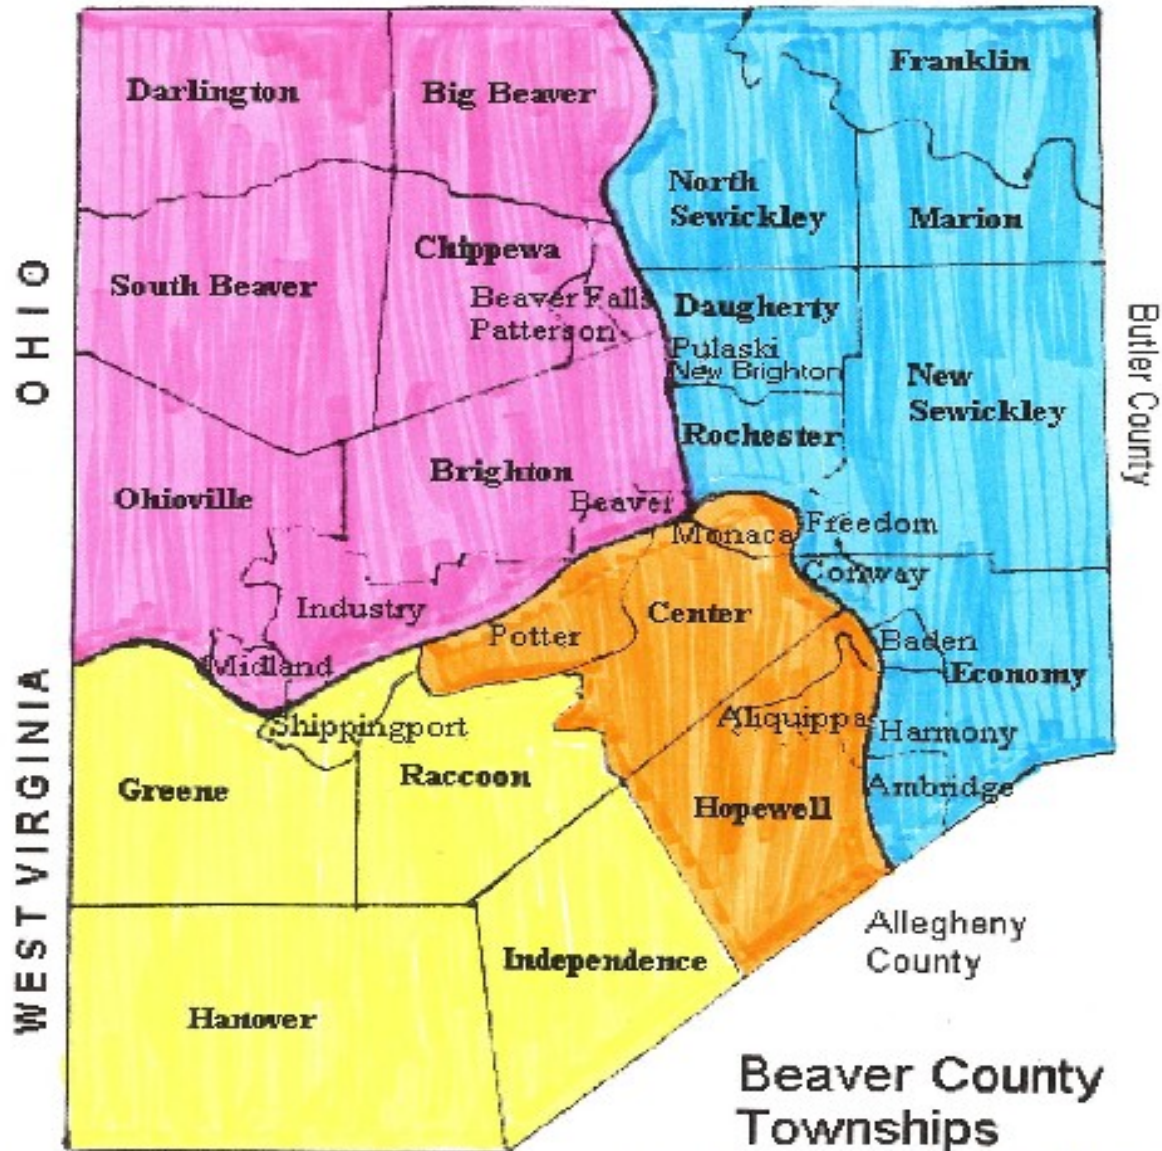 Darlington
Big Beaver
Franklin
North
Sewickley
Marion
Chippewa
South Beaver
Beaver Falls
Patterson
Daugherty
Pulaski
New Brighton
New
Sewickley
Rochester
Brighton
Ohioville
Beaver
Monaca
Freedom
Conway
Industry
Center
Potter
Baden
Economy
Midland
Shippingport
Aliquippa
Harmony
Raccoon
Greene
Ambridge
Hopewell
Independence
Hanover
OHIO
WEST VIRGINIA
Butler County
Allegheny
County
Beaver County
Townships